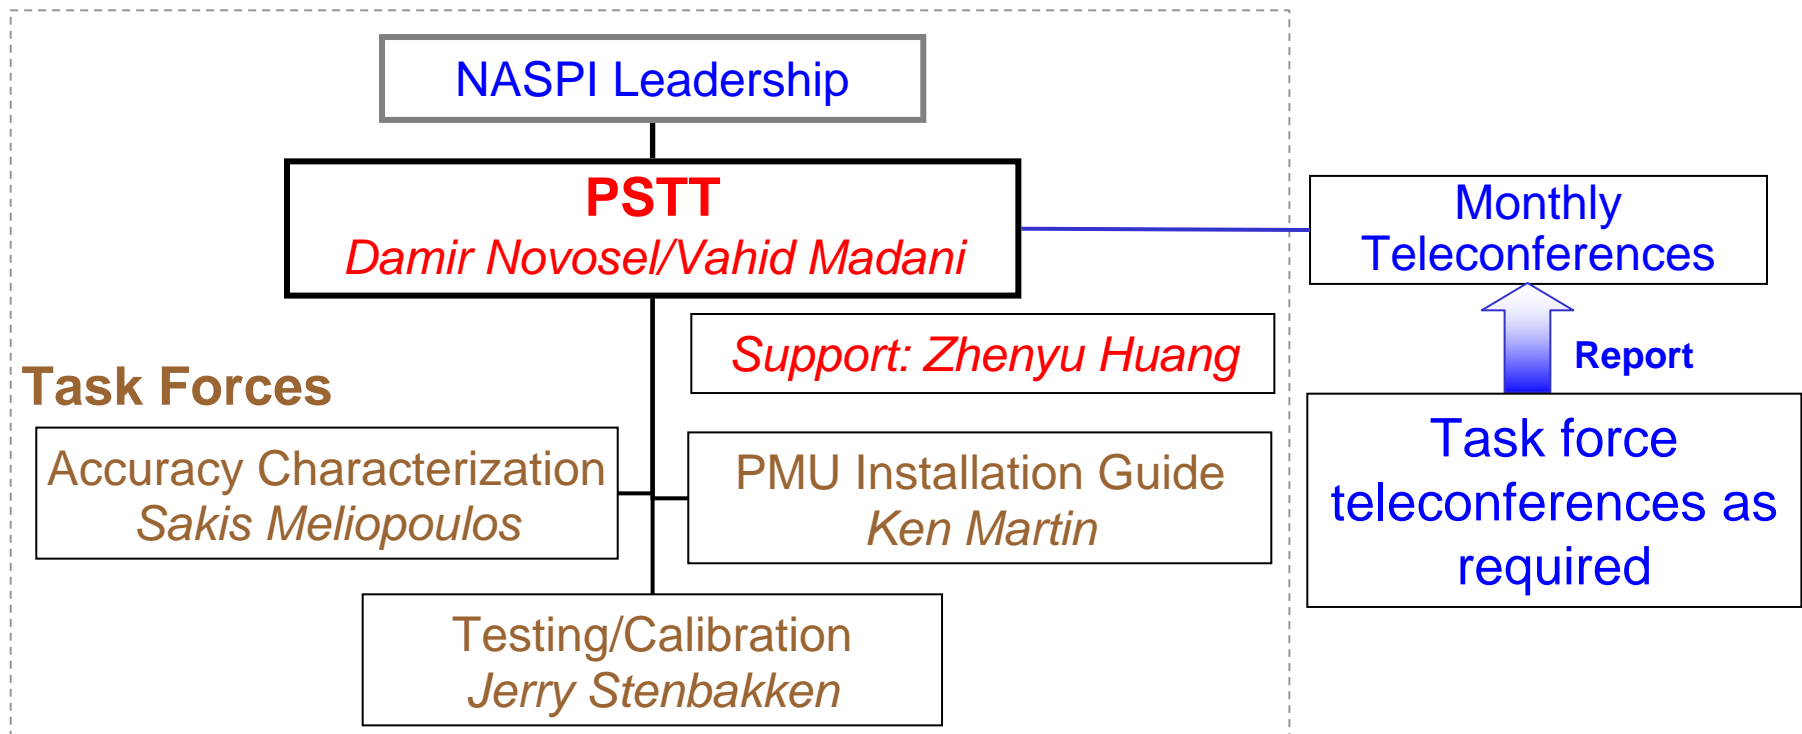 NASPI Leadership
PSTT
Damir Novosel/Vahid Madani
Monthly
Teleconferences
Support: Zhenyu Huang
Report
Task Forces
Accuracy Characterization
Sakis Meliopoulos
PMU Installation Guide
Ken Martin
Task force
teleconferences as
required
Testing/Calibration
Jerry Stenbakken